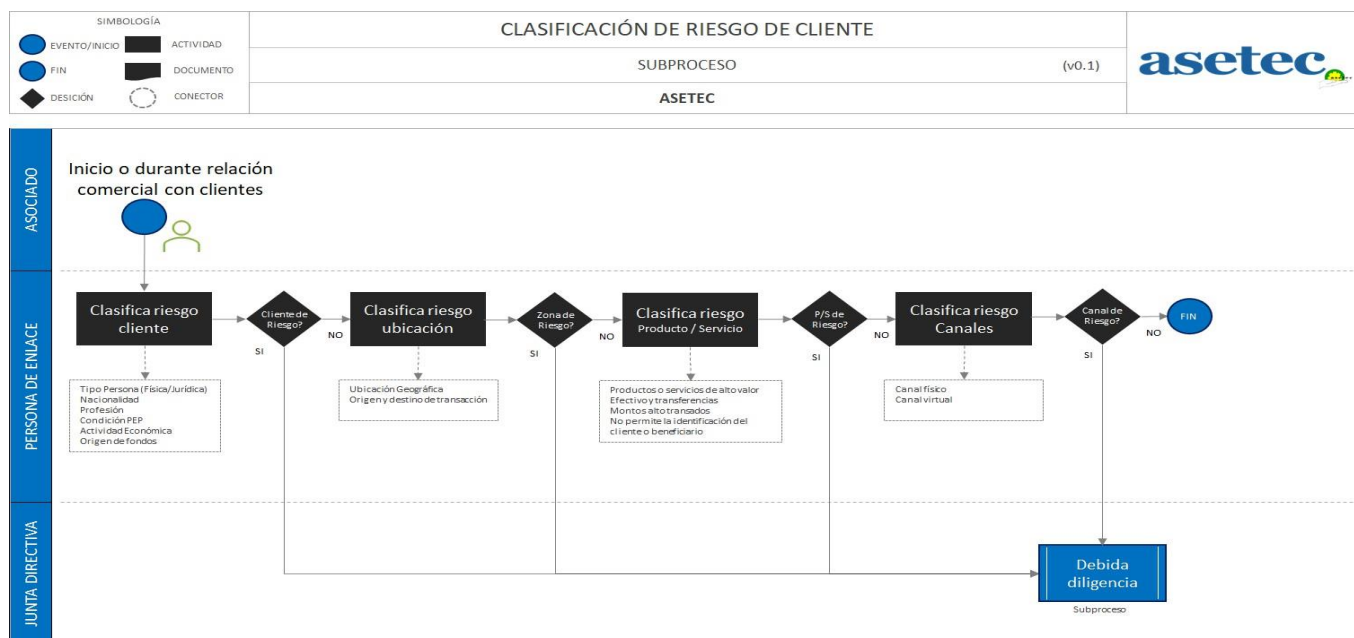 SIMBOLOGÍA
EVENTO/INICIO
ACTIVIDAD
FIN
DOCUMENTO
DESICIÓN
CONECTOR
CLASIFICACIÓN DE RIESGO DE CLIENTE
SUBPROCESO
(v0.1)
ASETEC
asetec
ASOCIADO
Inicio o durante relación
comercial con clientes
PERSONA DE ENLACE
Clasifica riesgo
cliente
Cliente de
Riesgo?
NO
SI
Clasifica riesgo
ubicación
Zona de
Riesgo?
NO
SI
Clasifica riesgo
Producto / Servicio
P/S de
Riesgo?
NO
SI
Clasifica riesgo
Canales
Canal de
Riesgo?
NO
SI
FIN
Tipo Persona (Física/Jurídica)
Nacionalidad
Profesión
Condición PEP
Actividad Económica
Origen de fondos
Ubicación Geográfica
Origen y destino de transacción
Productos o servicios de alto valor
Efectivo y transferencias
Montos alto transados
No permite la identificación del
cliente o beneficiario
Canal físico
Canal virtual
JUNTA DIRECTIVA
Debida
diligencia
Subproceso